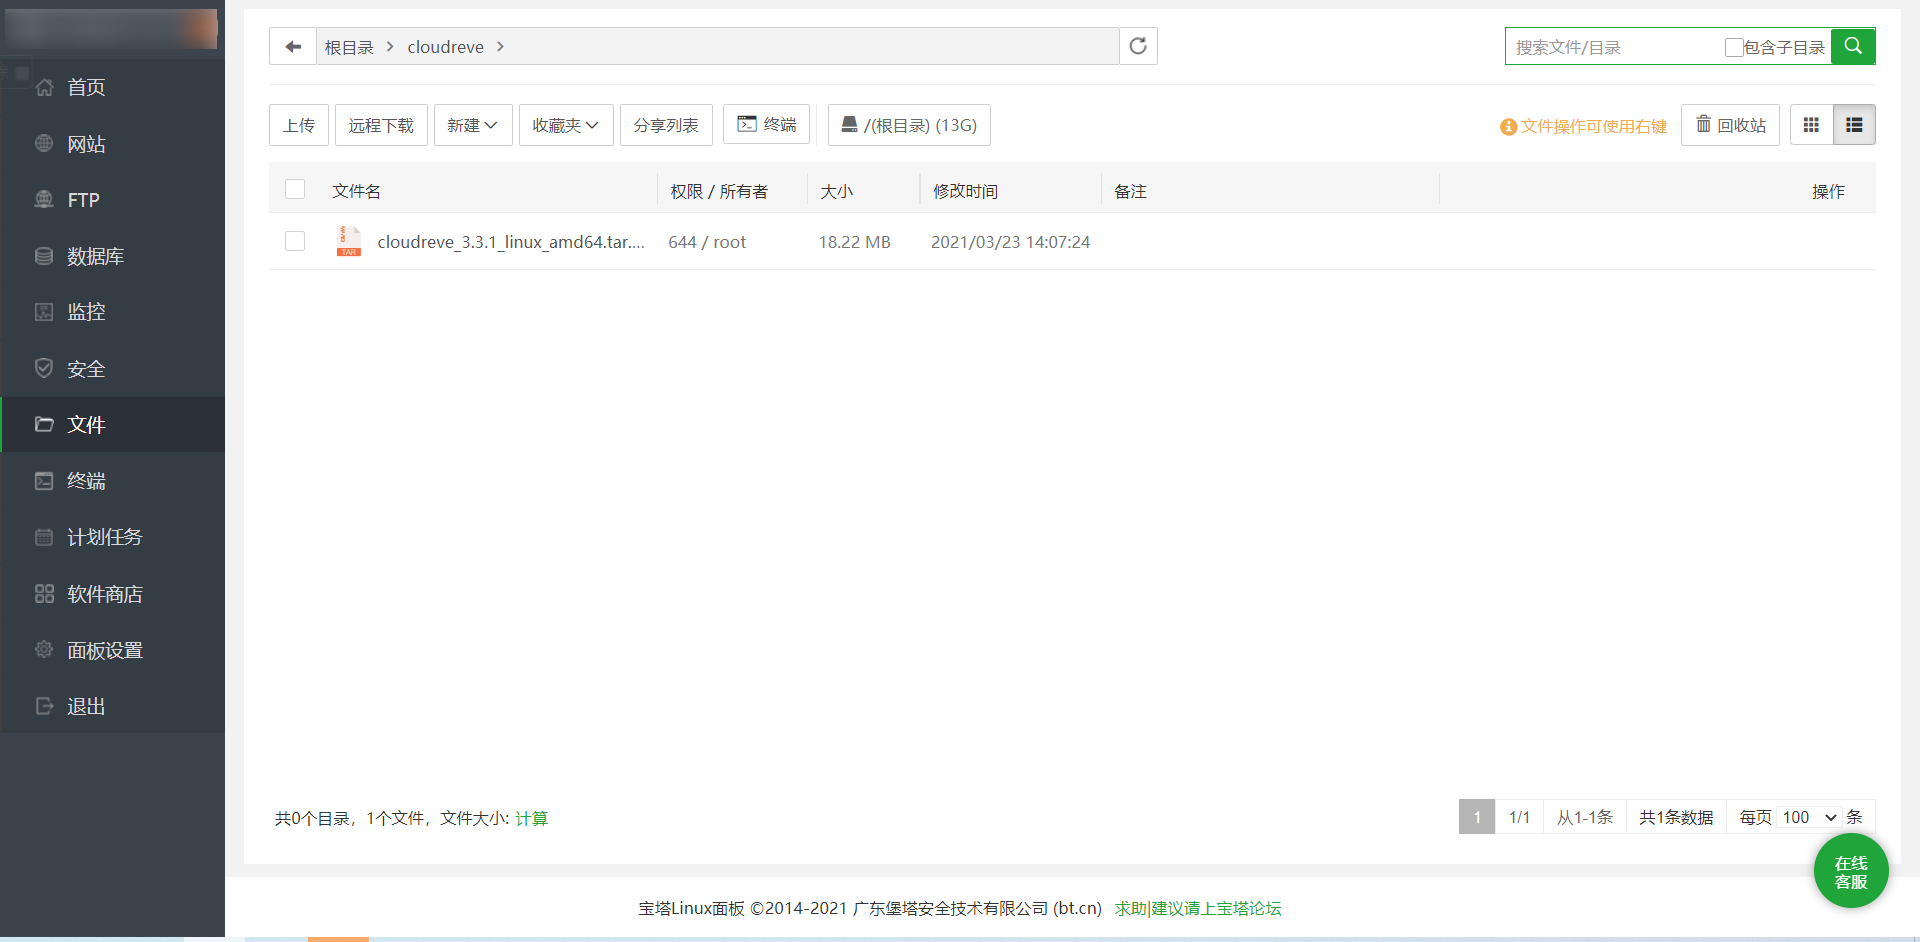 根目录 cloudreve
搜索文件/目录 包含子目录
首页
网站
FTP
数据库
监控
安全
文件
终端
计划任务
软件商店
面板设置
退出
上传 远程下载 新建 收藏夹 分享列表 终端 /(根目录) (13G) 文件操作可使用右键 回收站
文件名 权限 / 所有者 大小 修改时间 备注 操作
TAR cloudreve_3.3.1_linux_amd64.tar.... 644 / root 18.22 MB 2021/03/23 14:07:24
共0个目录，1个文件，文件大小: 计算 1 1/1 从1-1条 共1条数据 每页 100 条
在线
客服
宝塔Linux面板 ©2014-2021 广东堡塔安全技术有限公司 (bt.cn) 求助|建议请上宝塔论坛